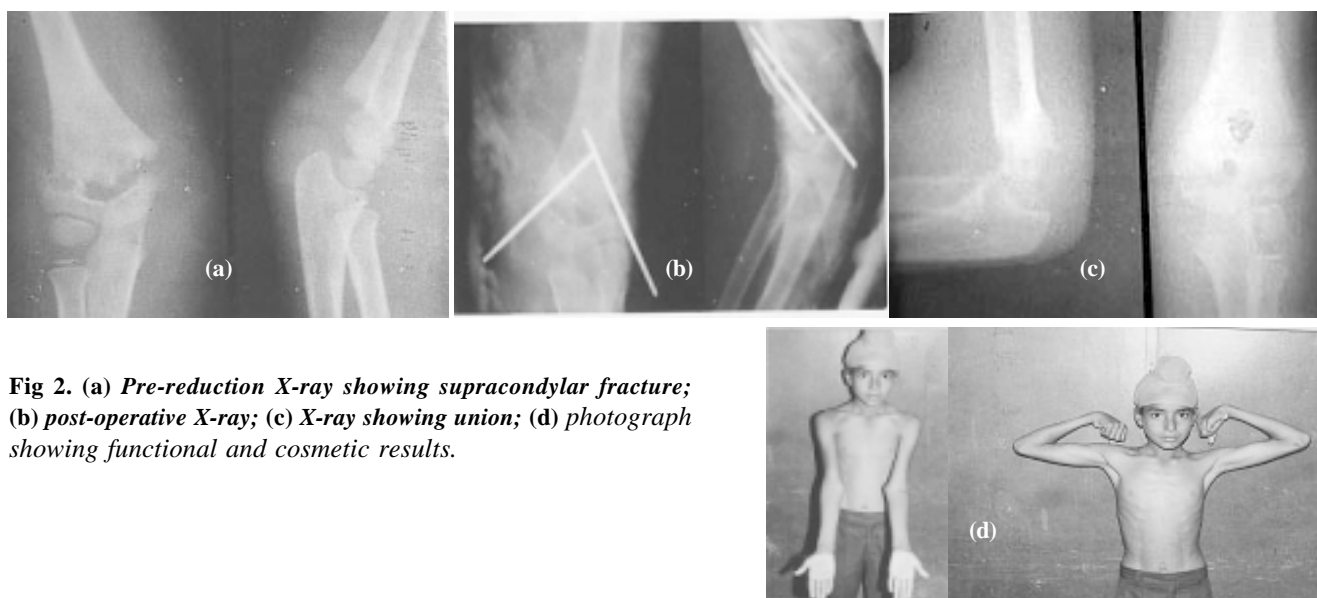 (a)
(b)
(c)
Fig 2. (a) Pre-reduction X-ray showing supracondylar fracture;
(b) post-operative X-ray; (c) X-ray showing union; (d) photograph
showing functional and cosmetic results.
(d)